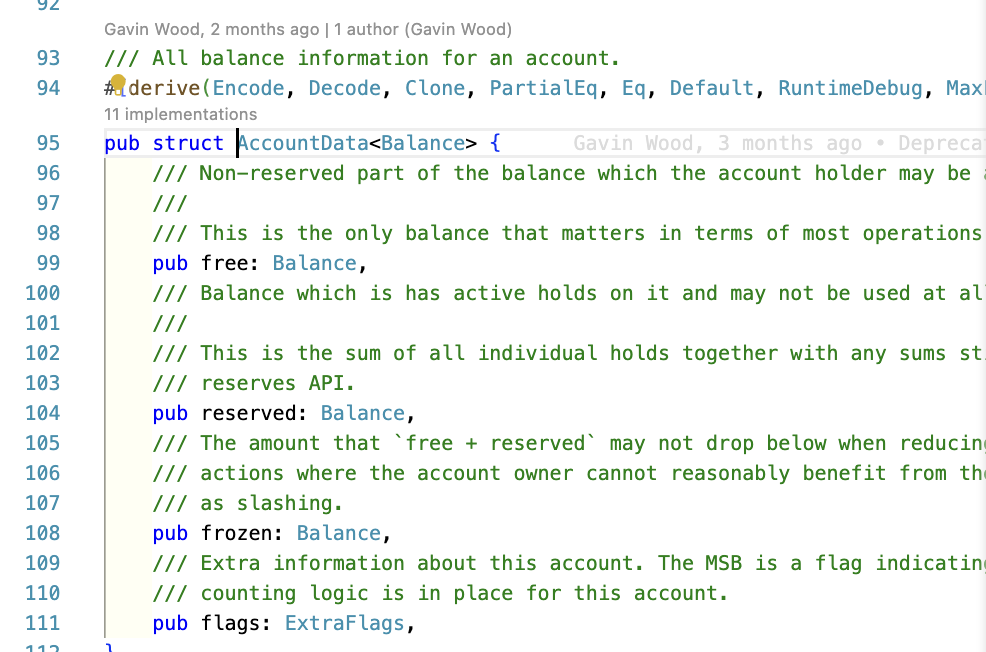 92
Gavin Wood, 2 months ago | 1 author (Gavin Wood)
93 /// All balance information for an account.
94 #[derive(Encode, Decode, Clone, PartialEq, Eq, Default, RuntimeDebug,
11 implementations
95 pub struct AccountData<Balance> { Gavin Wood, 3 months ago •
96 /// Non-reserved part of the balance which the account holder may be
97 ///
98 /// This is the only balance that matters in terms of most operations
99 pub free: Balance,
100 /// Balance which is has active holds on it and may not be used at
101 ///
102 /// This is the sum of all individual holds together with any sums
103 /// reserves API.
104 pub reserved: Balance,
105 /// The amount that `free + reserved` may not drop below when reducing
106 /// actions where the account owner cannot reasonably benefit from
107 /// as slashing.
108 pub frozen: Balance,
109 /// Extra information about this account. The MSB is a flag indicating
110 /// counting logic is in place for this account.
111 pub flags: ExtraFlags,
112 }